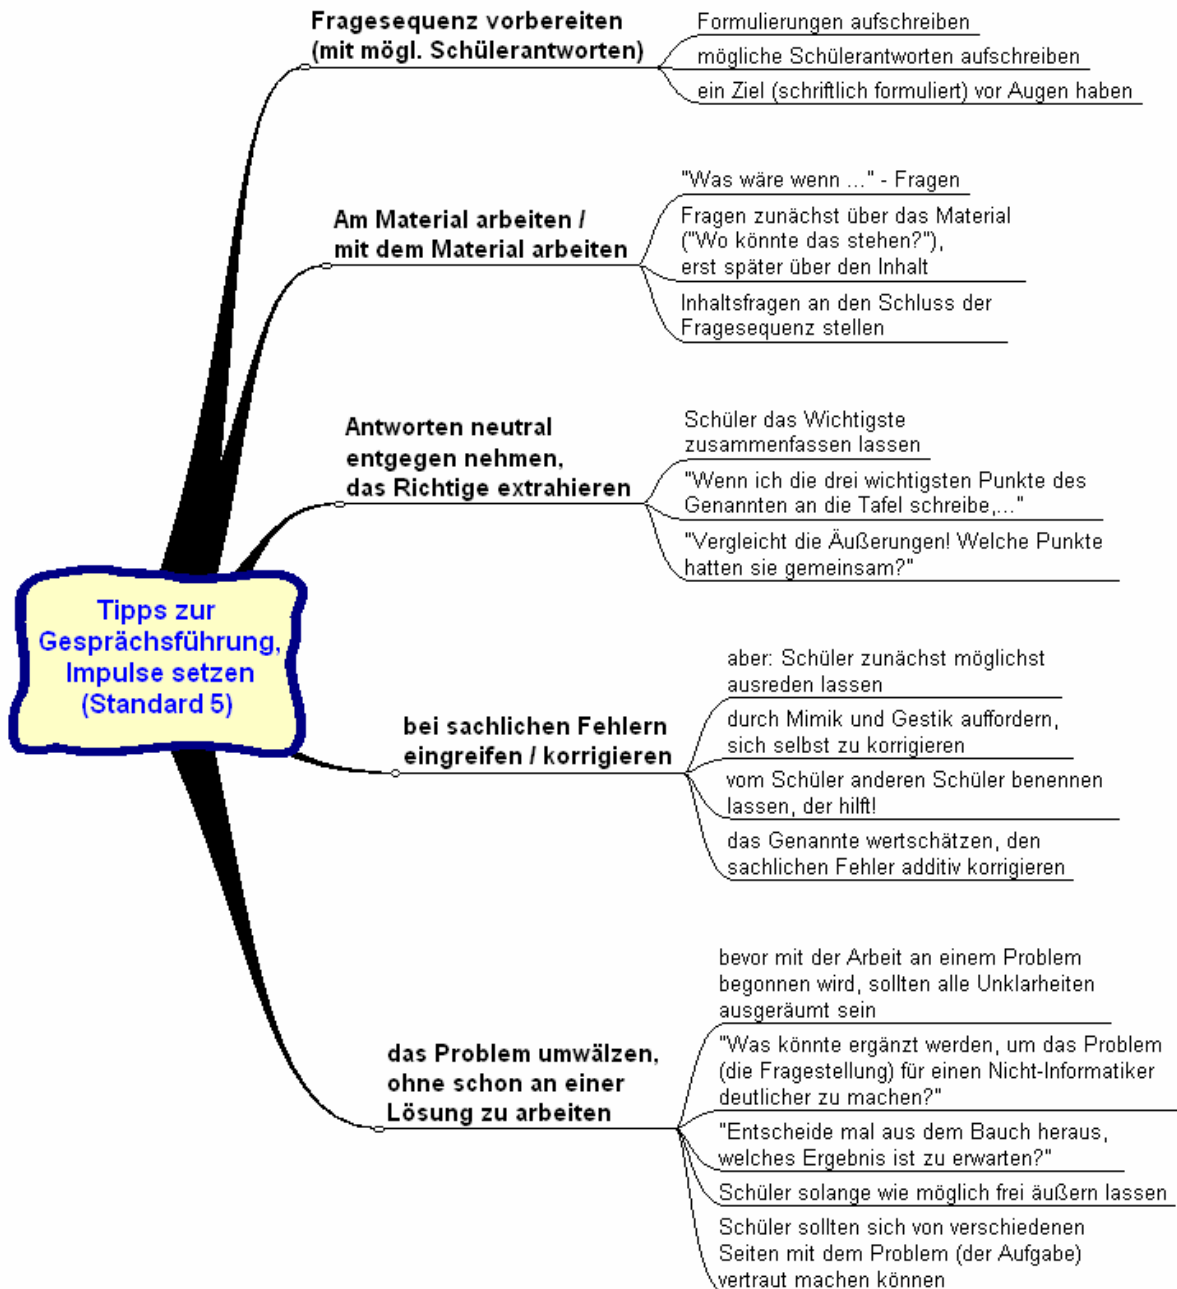 Fragesequenz vorbereiten
(mit mögl. Schülerantworten)
Formulierungen aufschreiben
mögliche Schülerantworten aufschreiben
ein Ziel (schriftlich formuliert) vor Augen haben
Am Material arbeiten /
mit dem Material arbeiten
"Was wäre wenn ..." - Fragen
Fragen zunächst über das Material
("Wo könnte das stehen?"),
erst später über den Inhalt
Inhaltsfragen an den Schluss der
Fragesequenz stellen
Antworten neutral
entgegen nehmen,
das Richtige extrahieren
Schüler das Wichtigste
zusammenfassen lassen
"Wenn ich die drei wichtigsten Punkte des
Genannten an die Tafel schreibe,..."
"Vergleicht die Äußerungen! Welche Punkte
hatten sie gemeinsam?"
Tipps zur
Gesprächsführung,
Impulse setzen
(Standard 5)
bei sachlichen Fehlern
eingreifen / korrigieren
aber: Schüler zunächst möglichst
ausreden lassen
durch Mimik und Gestik auffordern,
sich selbst zu korrigieren
vom Schüler anderen Schüler benennen
lassen, der hilft!
das Genannte wertschätzen, den
sachlichen Fehler additiv korrigieren
das Problem umwälzen,
ohne schon an einer
Lösung zu arbeiten
bevor mit der Arbeit an einem Problem
begonnen wird, sollten alle Unklarheiten
ausgeräumt sein
"Was könnte ergänzt werden, um das Problem
(die Fragestellung) für einen Nicht-Informatiker
deutlicher zu machen?"
"Entscheide mal aus dem Bauch heraus,
welches Ergebnis ist zu erwarten?"
Schüler solange wie möglich frei äußern lassen
Schüler sollten sich von verschiedenen
Seiten mit dem Problem (der Aufgabe)
vertraut machen können